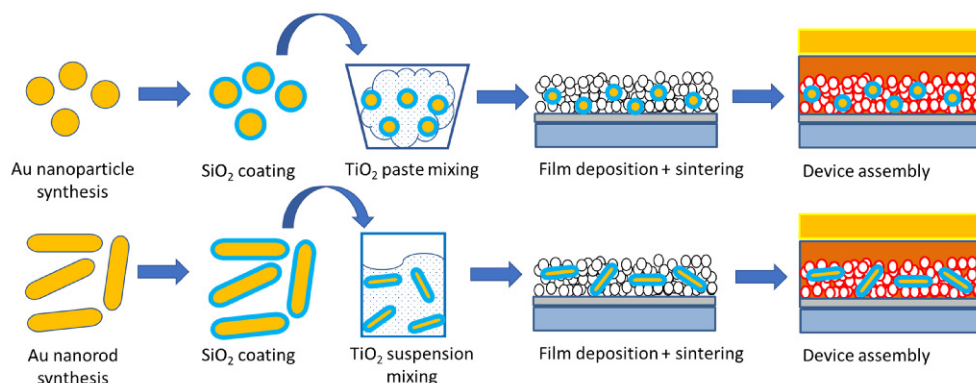 Au nanoparticle
synthesis
SiO₂ coating
TiO₂ paste mixing
Film deposition + sintering
Device assembly
Au nanorod
synthesis
SiO₂ coating
TiO₂ suspension
mixing
Film deposition + sintering
Device assembly